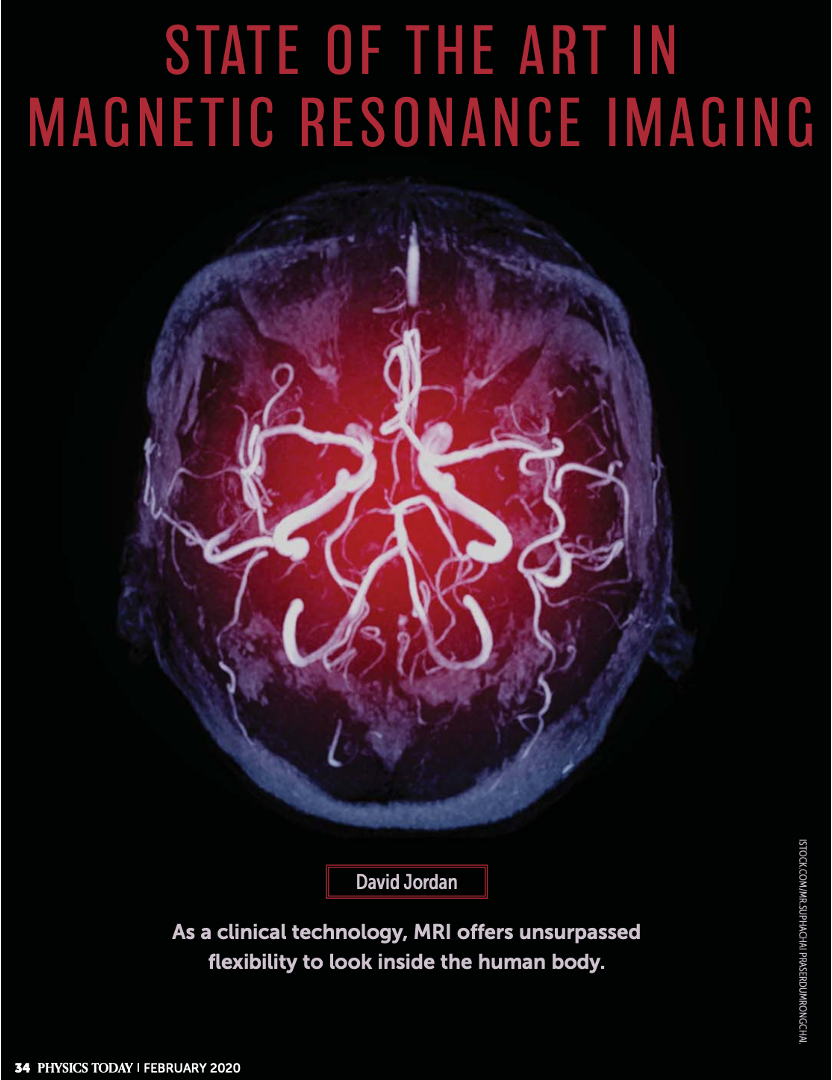 STATE OF THE ART IN
MAGNETIC RESONANCE IMAGING
David Jordan
As a clinical technology, MRI offers unsurpassed
flexibility to look inside the human body.
ISTOCK.COM/MR.SUPHACHAI PRASERDUMRONGCHAI
34 PHYSICS TODAY | FEBRUARY 2020